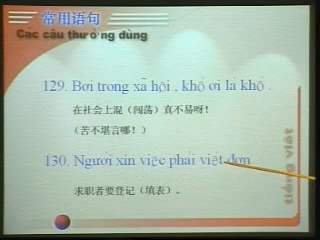 常用语句
Các câu thường dùng
129. Bơi trong xã hội , khổ ơi là khổ .
在社会上混（闯荡）真不易呀！
（苦不堪言哪！）
130. Người xin việc phải việt đơn
求职者要登记（填表）。
tiếng việt